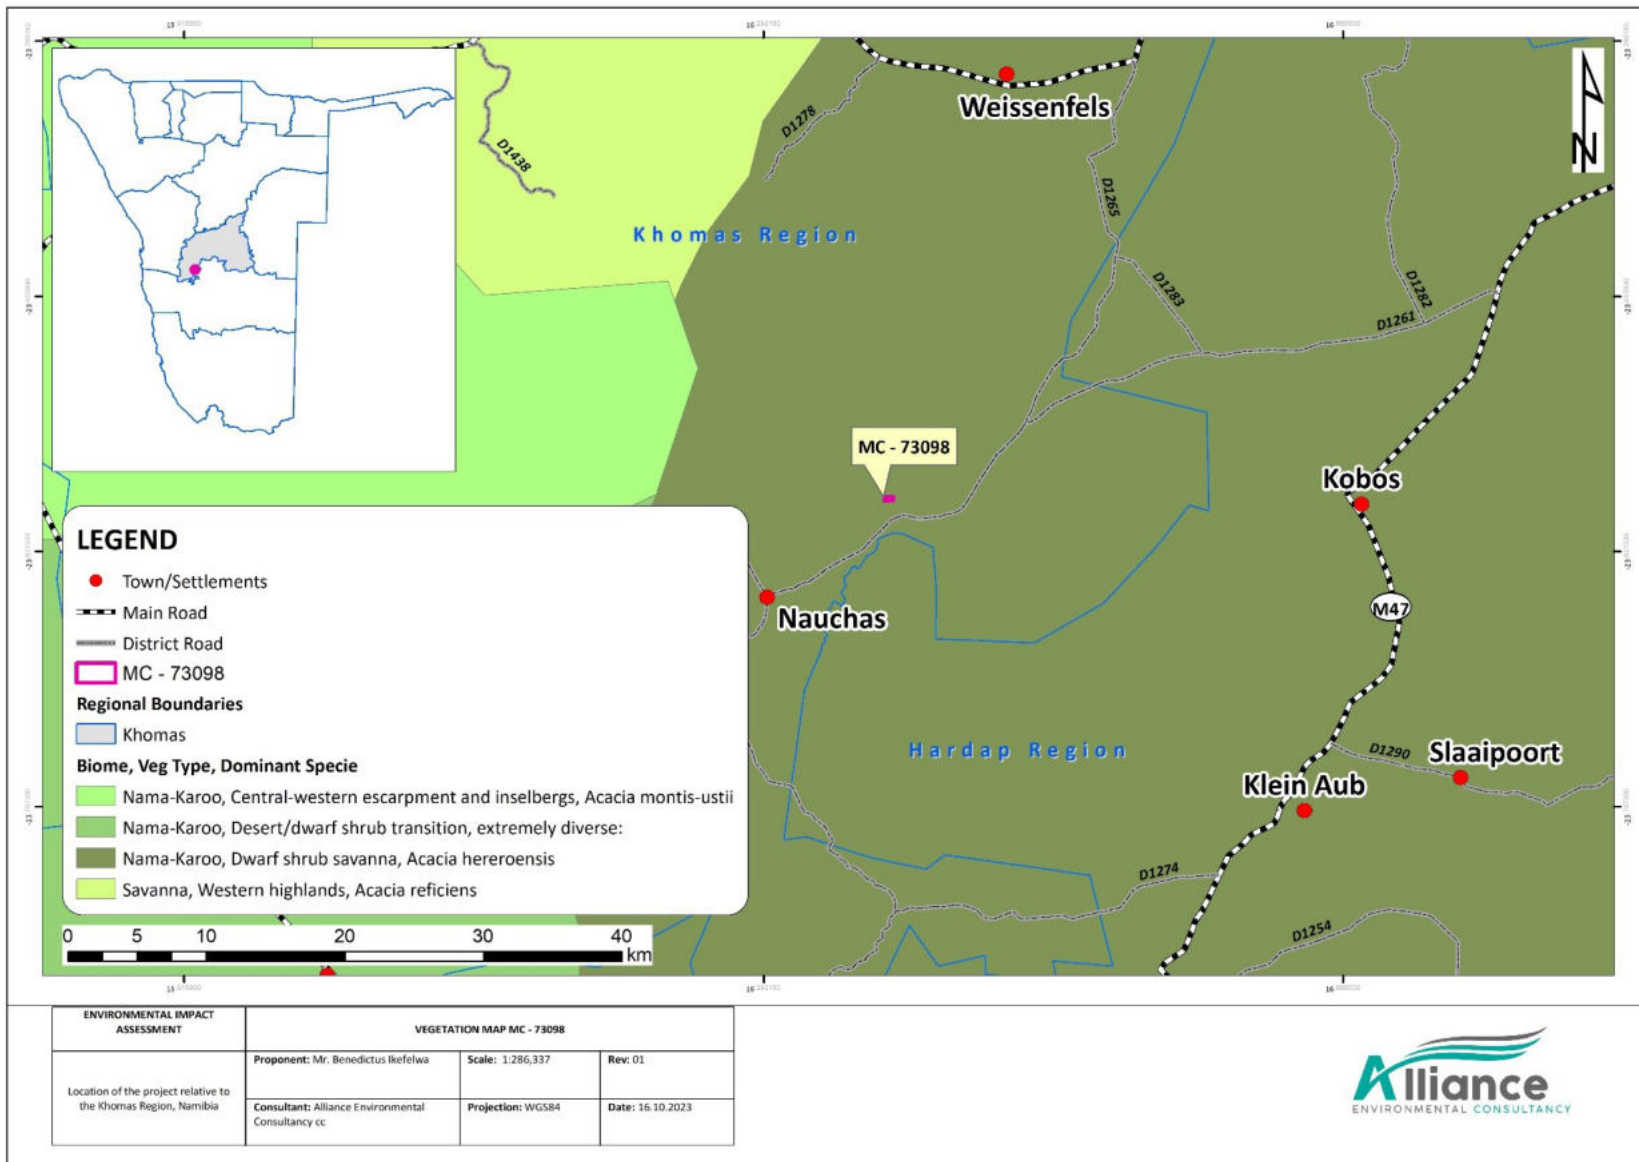 Weissenfels
D1278
D1438
D1265
Khomas Region
D1283
D1282
D1261
MC - 73098
Kobos
M47
Nauchas
Hardap Region
D1290
Slaaipoort
Klein Aub
D1274
D1254
N
LEGEND
Town/Settlements
Main Road
District Road
MC - 73098
Regional Boundaries
Khomas
Biome, Veg Type, Dominant Specie
Nama-Karoo, Central-western escarpment and inselbergs, Acacia montis-ustii
Nama-Karoo, Desert/dwarf shrub transition, extremely diverse:
Nama-Karoo, Dwarf shrub savanna, Acacia hereroensis
Savanna, Western highlands, Acacia reficiens
0 5 10 20 30 40
km
ENVIRONMENTAL IMPACT
ASSESSMENT
VEGETATION MAP MC - 73098
Location of the project relative to
the Khomas Region, Namibia
Proponent: Mr. Benedictus Ikefelwa
Scale: 1:286,337
Rev: 01
Consultant: Alliance Environmental
Consultancy cc
Projection: WGS84
Date: 16.10.2023
Alliance
ENVIRONMENTAL CONSULTANCY